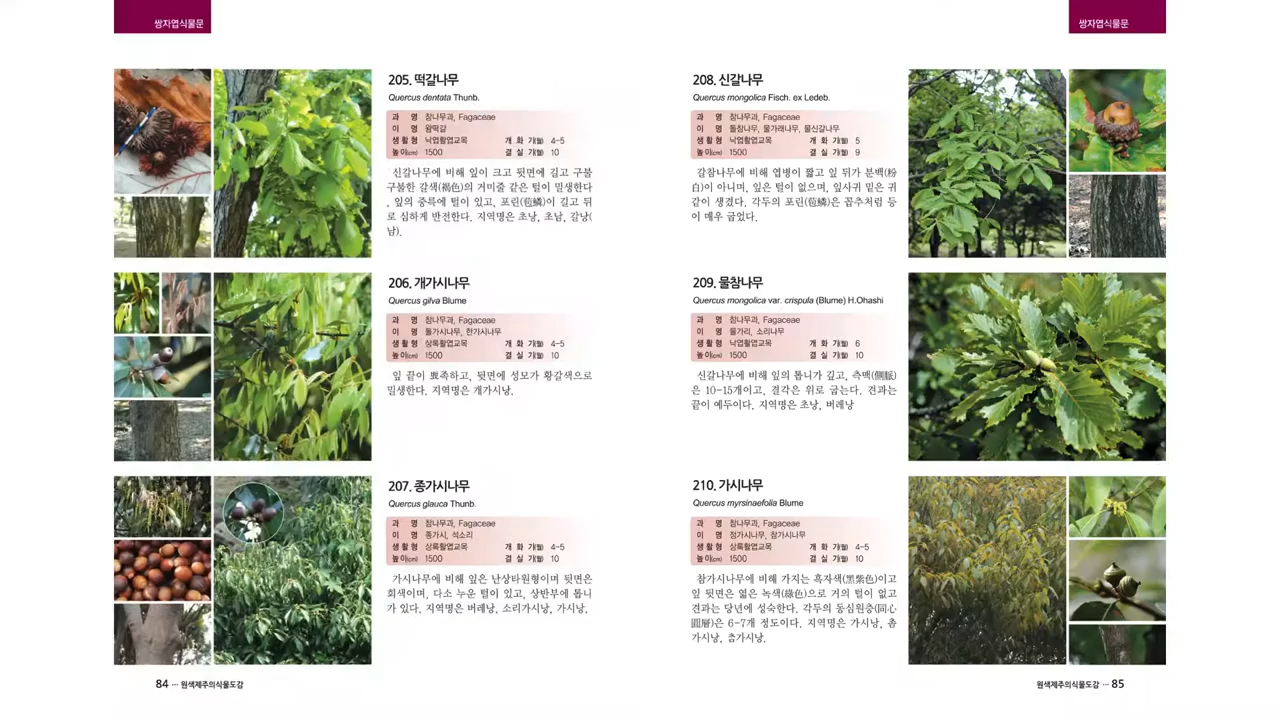 쌍자엽식물문
205. 떡갈나무
Quercus dentata Thunb.
과 명 참나무과, Fagaceae
이 명 왕떡갈
생 활 형 낙엽활엽교목 개 화 기(월) 4-5
높 이(cm) 1500 결 실 기(월) 10
신갈나무에 비해 잎이 크고 뒷면에 길고 구불
구불한 갈색(褐色)의 거미줄 같은 털이 밀생한다
, 잎의 중륵에 털이 있고, 포린(苞鱗)이 길고 뒤
로 심하게 반전한다. 지역명은 초낭, 초남, 갈낭(
남).
206. 개가시나무
Quercus gilva Blume
과 명 참나무과, Fagaceae
이 명 돌가시나무, 한가시나무
생 활 형 상록활엽교목 개 화 기(월) 4-5
높 이(cm) 1500 결 실 기(월) 10
잎 끝이 뾰족하고, 뒷면에 성모가 황갈색으로
밀생한다. 지역명은 개가시낭.
207. 종가시나무
Quercus glauca Thunb.
과 명 참나무과, Fagaceae
이 명 종가시, 석소리
생 활 형 상록활엽교목 개 화 기(월) 4-5
높 이(cm) 1500 결 실 기(월) 10
가시나무에 비해 잎은 난상타원형이며 뒷면은
회색이며, 다소 누운 털이 있고, 상반부에 톱니
가 있다. 지역명은 버레낭, 소리가시낭, 가시낭.
84 ··· 원색제주의식물도감
쌍자엽식물문
208. 신갈나무
Quercus mongolica Fisch. ex Ledeb.
과 명 참나무과, Fagaceae
이 명 돌참나무, 물가래나무, 물신갈나무
생 활 형 낙엽활엽교목 개 화 기(월) 5
높 이(cm) 1500 결 실 기(월) 9
갈참나무에 비해 엽병이 짧고 잎 뒤가 분백(粉
白)이 아니며, 잎은 털이 없으며, 잎사귀 밑은 귀
같이 생겼다. 각두의 포린(苞鱗)은 꼽추처럼 등
이 매우 굽었다.
209. 물참나무
Quercus mongolica var. crispula (Blume) H.Ohashi
과 명 참나무과, Fagaceae
이 명 물가리, 소리나무
생 활 형 낙엽활엽교목 개 화 기(월) 6
높 이(cm) 1500 결 실 기(월) 10
신갈나무에 비해 잎의 톱니가 깊고, 측맥(側脈)
은 10-15개이고, 결각은 위로 굽는다. 견과는
끝이 예두이다. 지역명은 초낭, 버레낭
210. 가시나무
Quercus myrsinaefolia Blume
과 명 참나무과, Fagaceae
이 명 정가시나무, 참가시나무
생 활 형 상록활엽교목 개 화 기(월) 4-5
높 이(cm) 1500 결 실 기(월) 10
참가시나무에 비해 가지는 흑자색(黑紫色)이고
잎 뒷면은 엷은 녹색(綠色)으로 거의 털이 없고
견과는 당년에 성숙한다. 각두의 동심원층(同心
圓層)은 6-7개 정도이다. 지역명은 가시낭, 촘
가시낭, 촘가시낭.
원색제주의식물도감 ··· 85